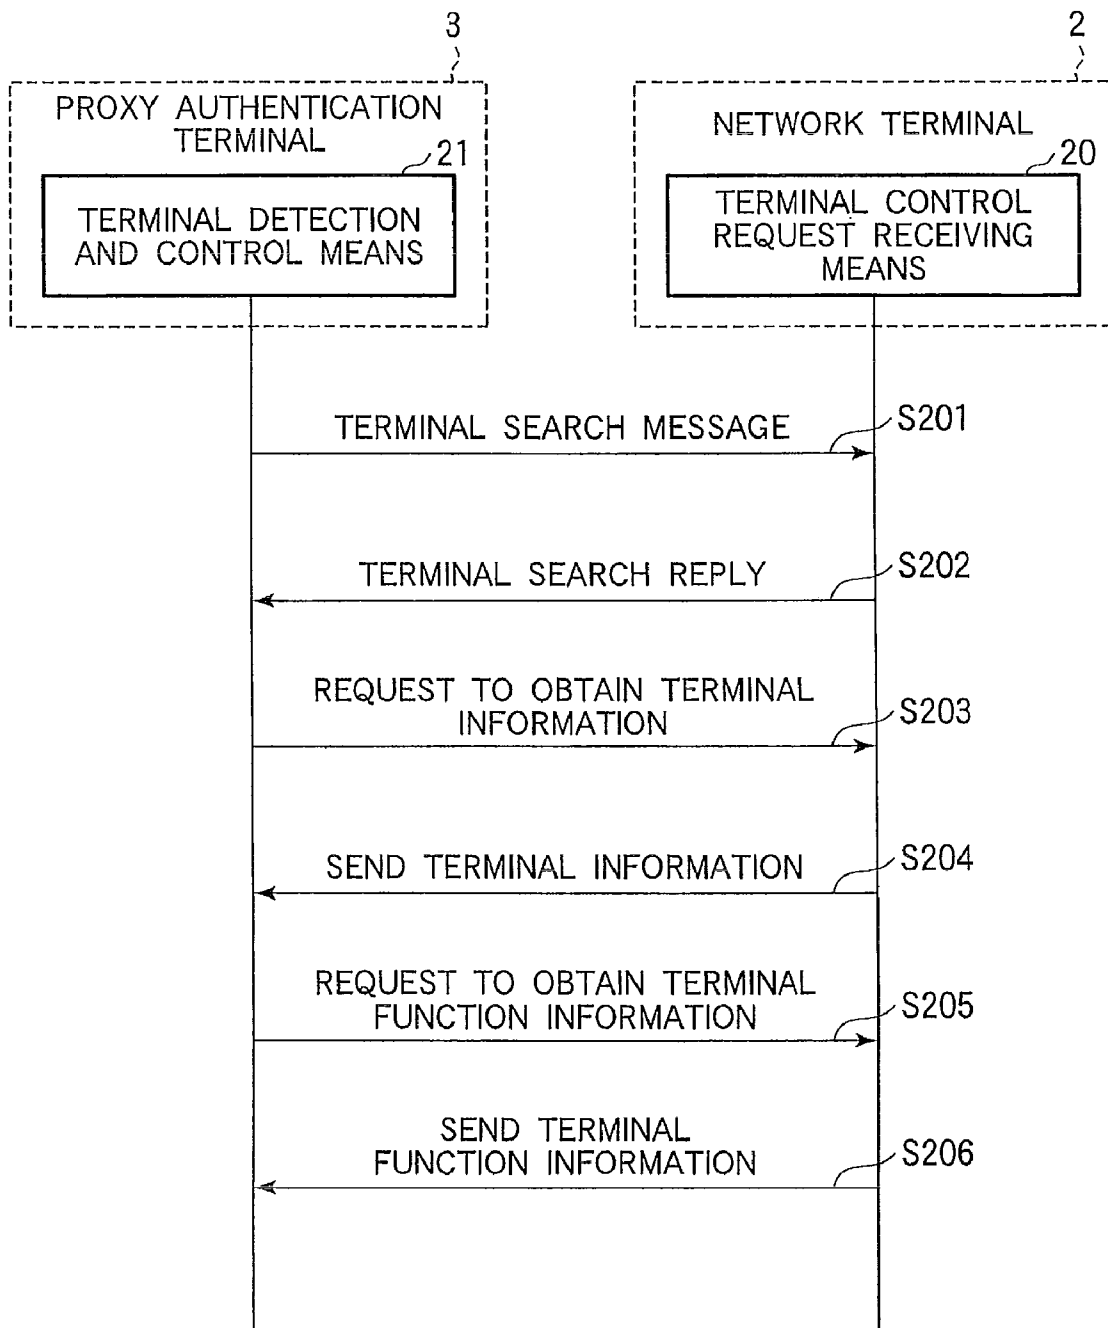 3
2
PROXY AUTHENTICATION
TERMINAL
NETWORK TERMINAL
21
20
TERMINAL DETECTION
AND CONTROL MEANS
TERMINAL CONTROL
REQUEST RECEIVING
MEANS
TERMINAL SEARCH MESSAGE
S201
TERMINAL SEARCH REPLY
S202
REQUEST TO OBTAIN TERMINAL
INFORMATION
S203
SEND TERMINAL INFORMATION
S204
REQUEST TO OBTAIN TERMINAL
FUNCTION INFORMATION
S205
SEND TERMINAL
FUNCTION INFORMATION
S206